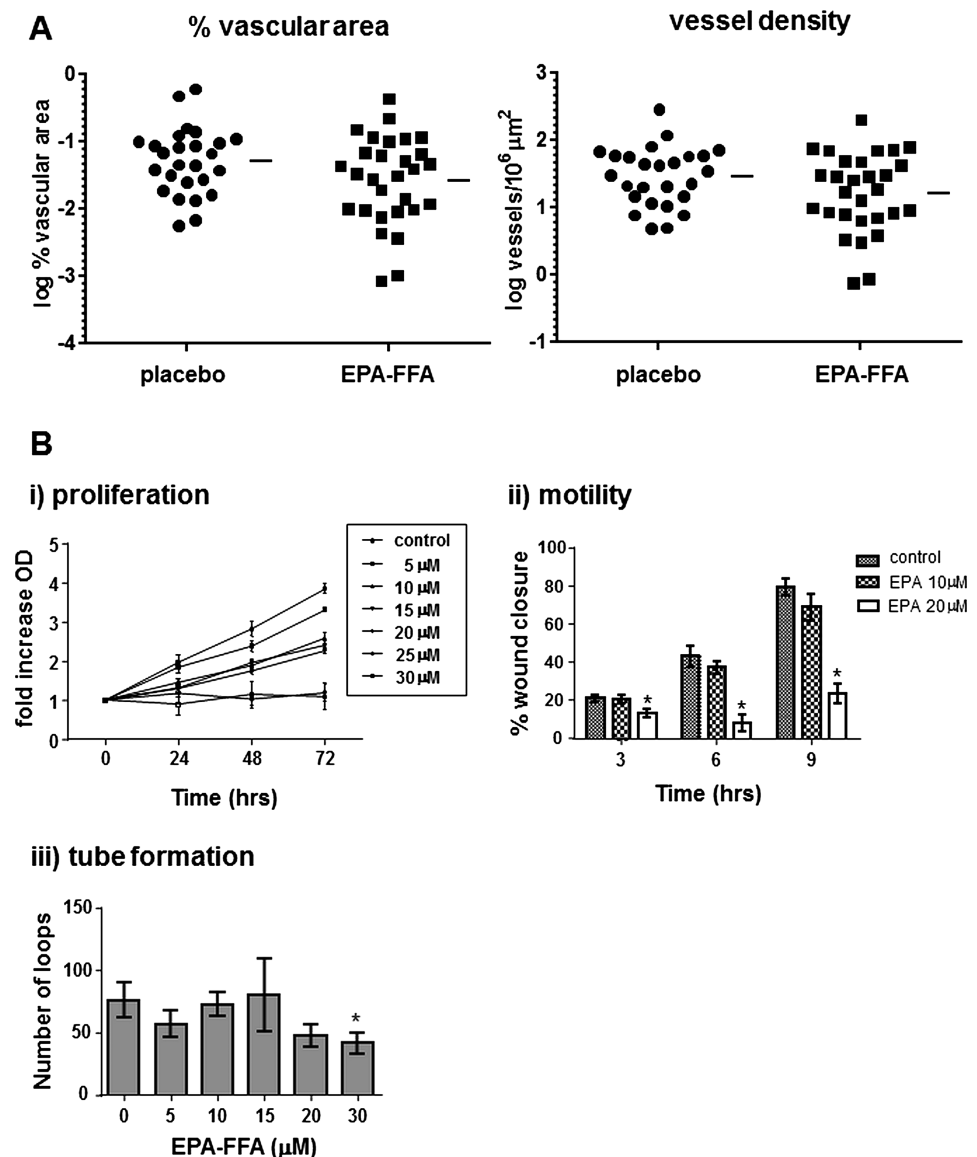 A
% vascular area
vessel density
log % vascular area
0
-1
-2
-3
-4
placebo
EPA-FFA
log vessels/10⁶ μm²
3
2
1
0
-1
placebo
EPA-FFA
B
i) proliferation
fold increase OD
5
4
3
2
1
0
0
24
48
72
Time (hrs)
control
5 μM
10 μM
15 μM
20 μM
25 μM
30 μM
ii) motility
% wound closure
100
80
60
40
20
0
*
*
*
3
6
9
Time (hrs)
control
EPA 10μM
EPA 20μM
iii) tube formation
Number of loops
150
100
50
0
*
0
5
10
15
20
30
EPA-FFA (μM)